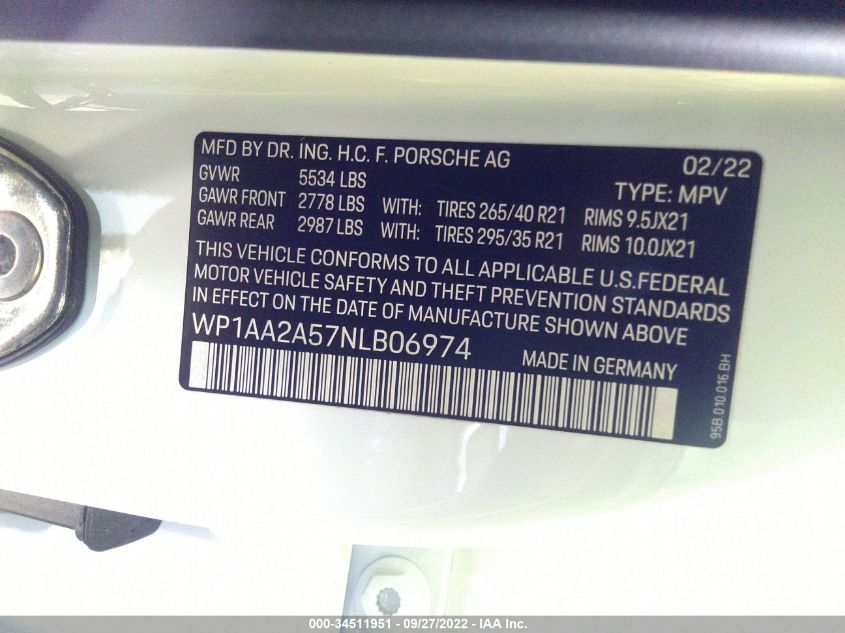 MFD BY DR. ING. H.C. F. PORSCHE AG 02/22
GVWR 5534 LBS TYPE: MPV
GAWR FRONT 2778 LBS WITH: TIRES 265/40 R21 RIMS 9.5JX21
GAWR REAR 2987 LBS WITH: TIRES 295/35 R21 RIMS 10.0JX21
THIS VEHICLE CONFORMS TO ALL APPLICABLE U.S.FEDERAL
MOTOR VEHICLE SAFETY AND THEFT PREVENTION STANDARDS
IN EFFECT ON THE DATE OF MANUFACTURE SHOWN ABOVE
WP1AA2A57NLB06974 MADE IN GERMANY
95B.010.016 BH
000-34511951 - 09/27/2022 - IAA Inc.